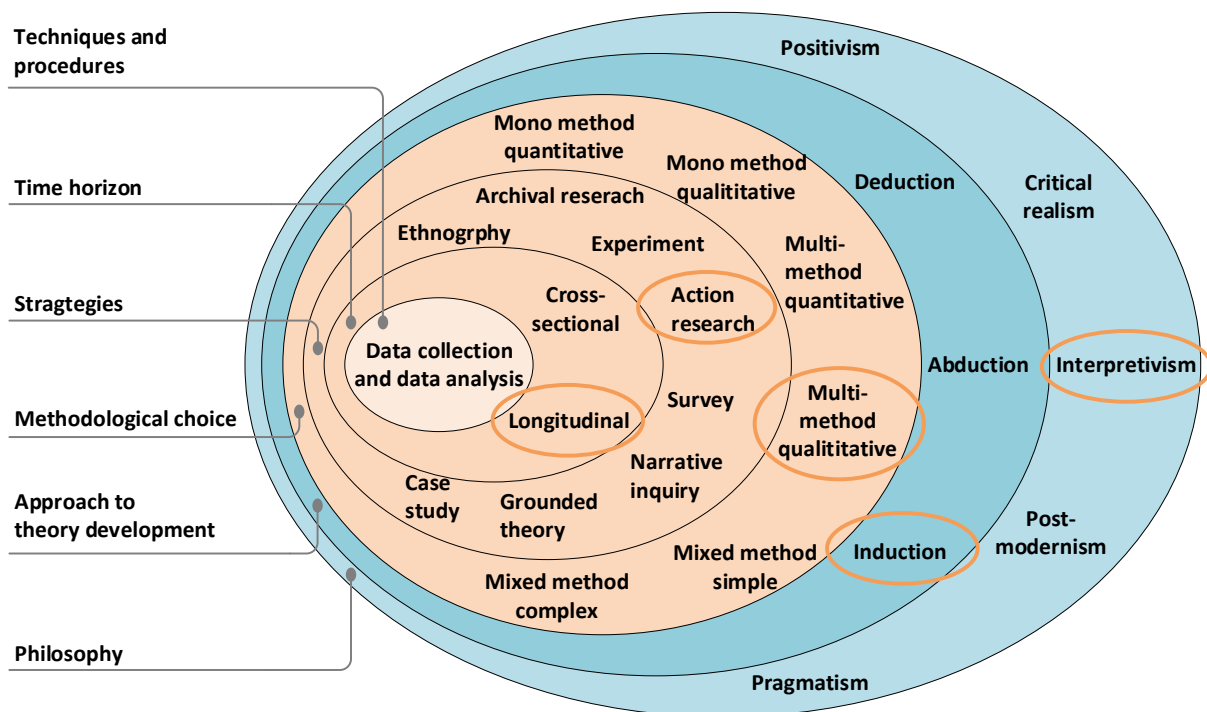 Techniques and
procedures
Time horizon
Stragtegies
Methodological choice
Approach to
theory development
Philosophy
Positivism
Critical
realism
Interpretivism
Post-
modernism
Pragmatism
Deduction
Abduction
Induction
Mono method
quantitative
Mono method
qualititative
Multi-
method
quantitative
Multi-
method
qualititative
Mixed method
simple
Mixed method
complex
Archival reserach
Ethnogrphy
Experiment
Action
research
Survey
Narrative
inquiry
Grounded
theory
Case
study
Cross-
sectional
Longitudinal
Data collection
and data analysis